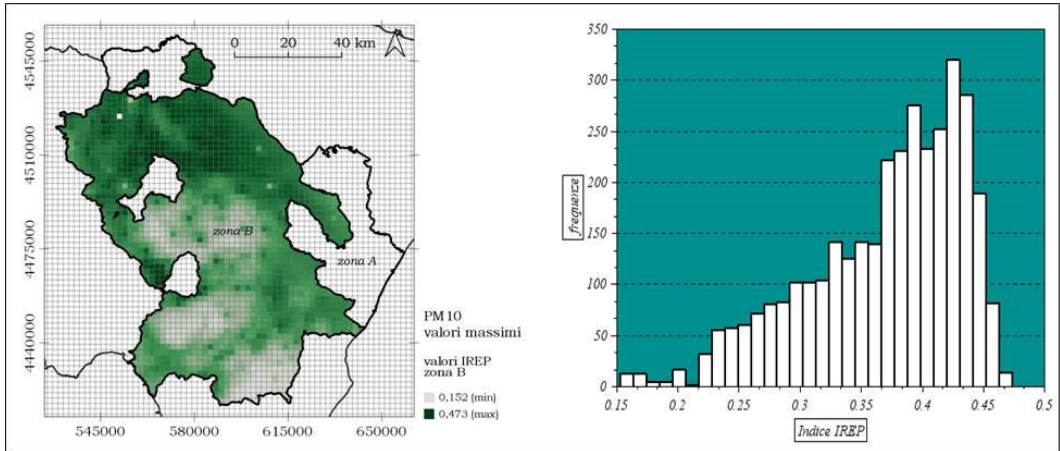 0 20 40 km
4545000
4510000
4475000
4440000
zona B
zona A
PM10
valori massimi
valori IREP
zona B
0,152 (min)
0,473 (max)
545000 580000 615000 650000
350
300
250
200
150
100
50
0
frequenze
0.15 0.2 0.25 0.3 0.35 0.4 0.45 0.5
Indice IREP